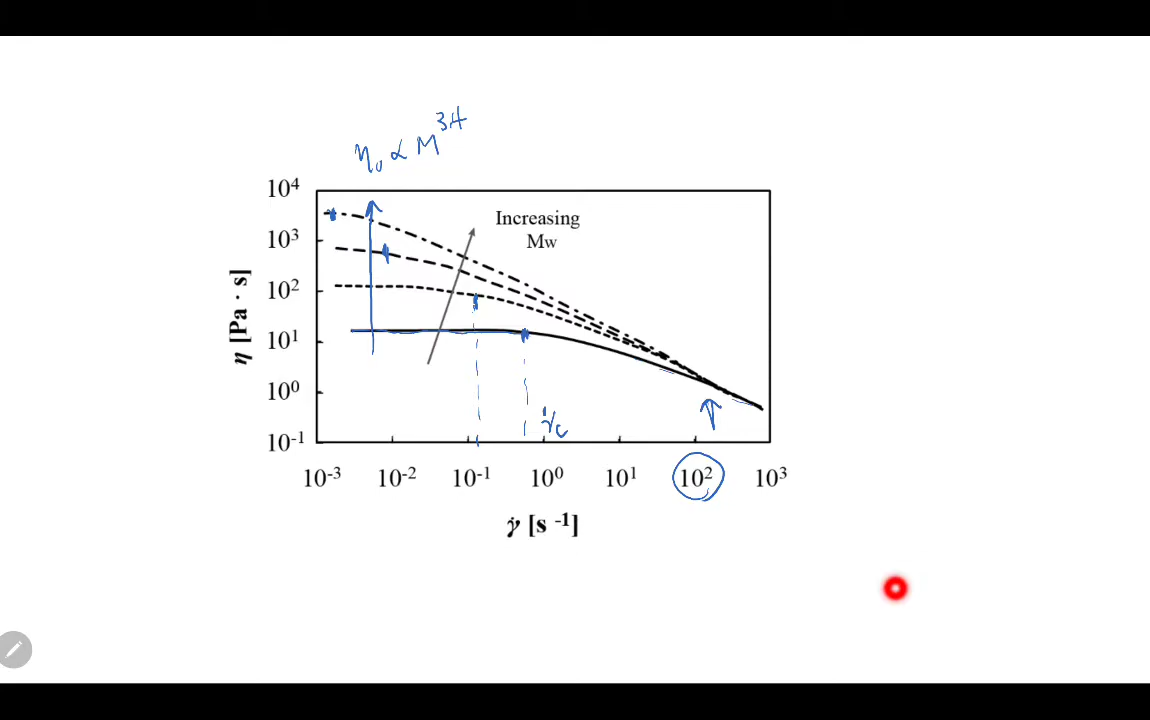 η₀ ∝ M³·⁴
10⁴
10³
10²
10¹
10⁰
10⁻¹
η [Pa · s]
Increasing
Mw
γ̇c
10⁻³ 10⁻² 10⁻¹ 10⁰ 10¹ 10² 10³
γ̇ [s ⁻¹]